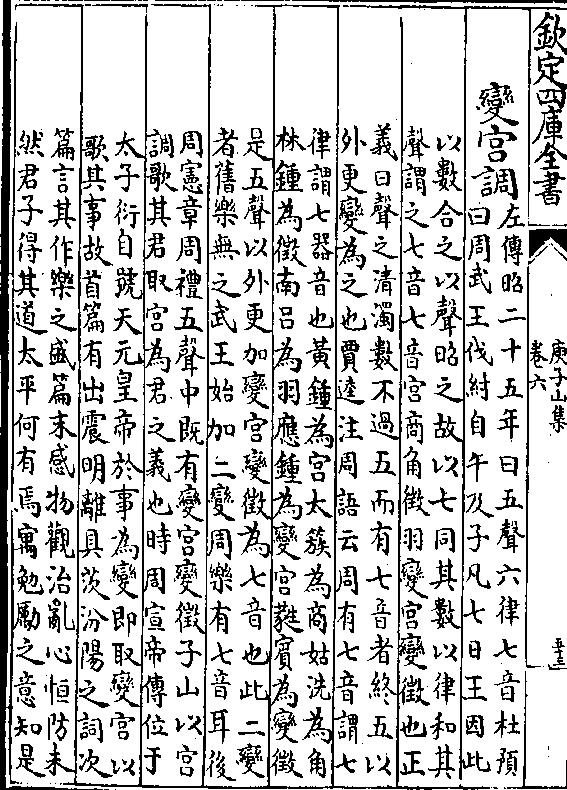 欽定四庫全書
庾子山集
卷六
變宮調
左傳昭二十五年曰五聲六律七音杜預
曰周武王伐紂自午及子凡七日王因此
以數合之以聲昭之故以七同其數以律和其
聲謂之七音七音宮商角徵羽變宮變徵也正
義曰聲之清濁數不過五而有七音者終五以
外更變為之也賈逵注周語云周有七音謂七
律謂七器音也黃鍾為宮太簇為商姑洗為角
林鍾為徵南呂為羽應鍾為變宮蕤賓為變徵
是五聲以外更加變宮變徵為七音也此二變
者舊樂無之武王始加二變周樂有七音耳後
周憲章周禮五聲中既有變宮變徵子山以宮
調歌其君取宮為君之義也時周宣帝傳位于
太子衍自號天元皇帝於事為變即取變宮以
歌其事故首篇有出震明離具茨汾陽之詞次
篇言其作樂之盛篇末感物觀治亂心恒防未
然君子得其道太平何有焉寓勉勵之意知是